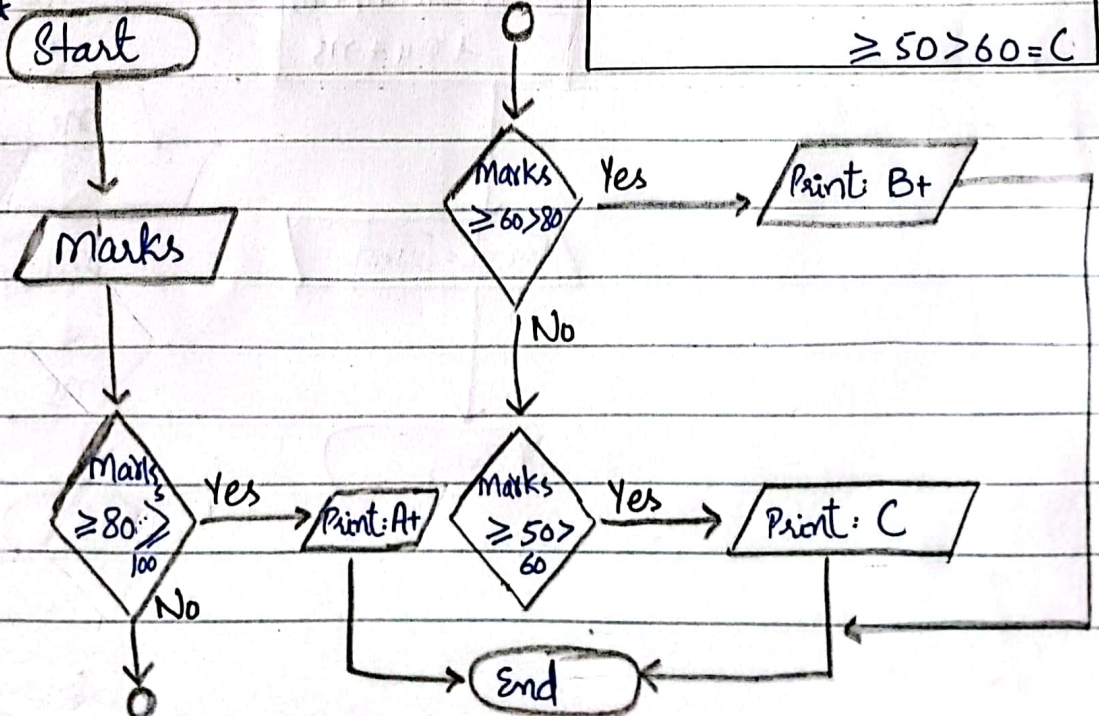 Start
Marks
Marks
≥80 ≥
100
Yes
Print: A+
No
≥ 50 > 60 = C
Marks
≥ 60 > 80
Yes
Print: B+
No
Marks
≥ 50 >
60
Yes
Print: C
End